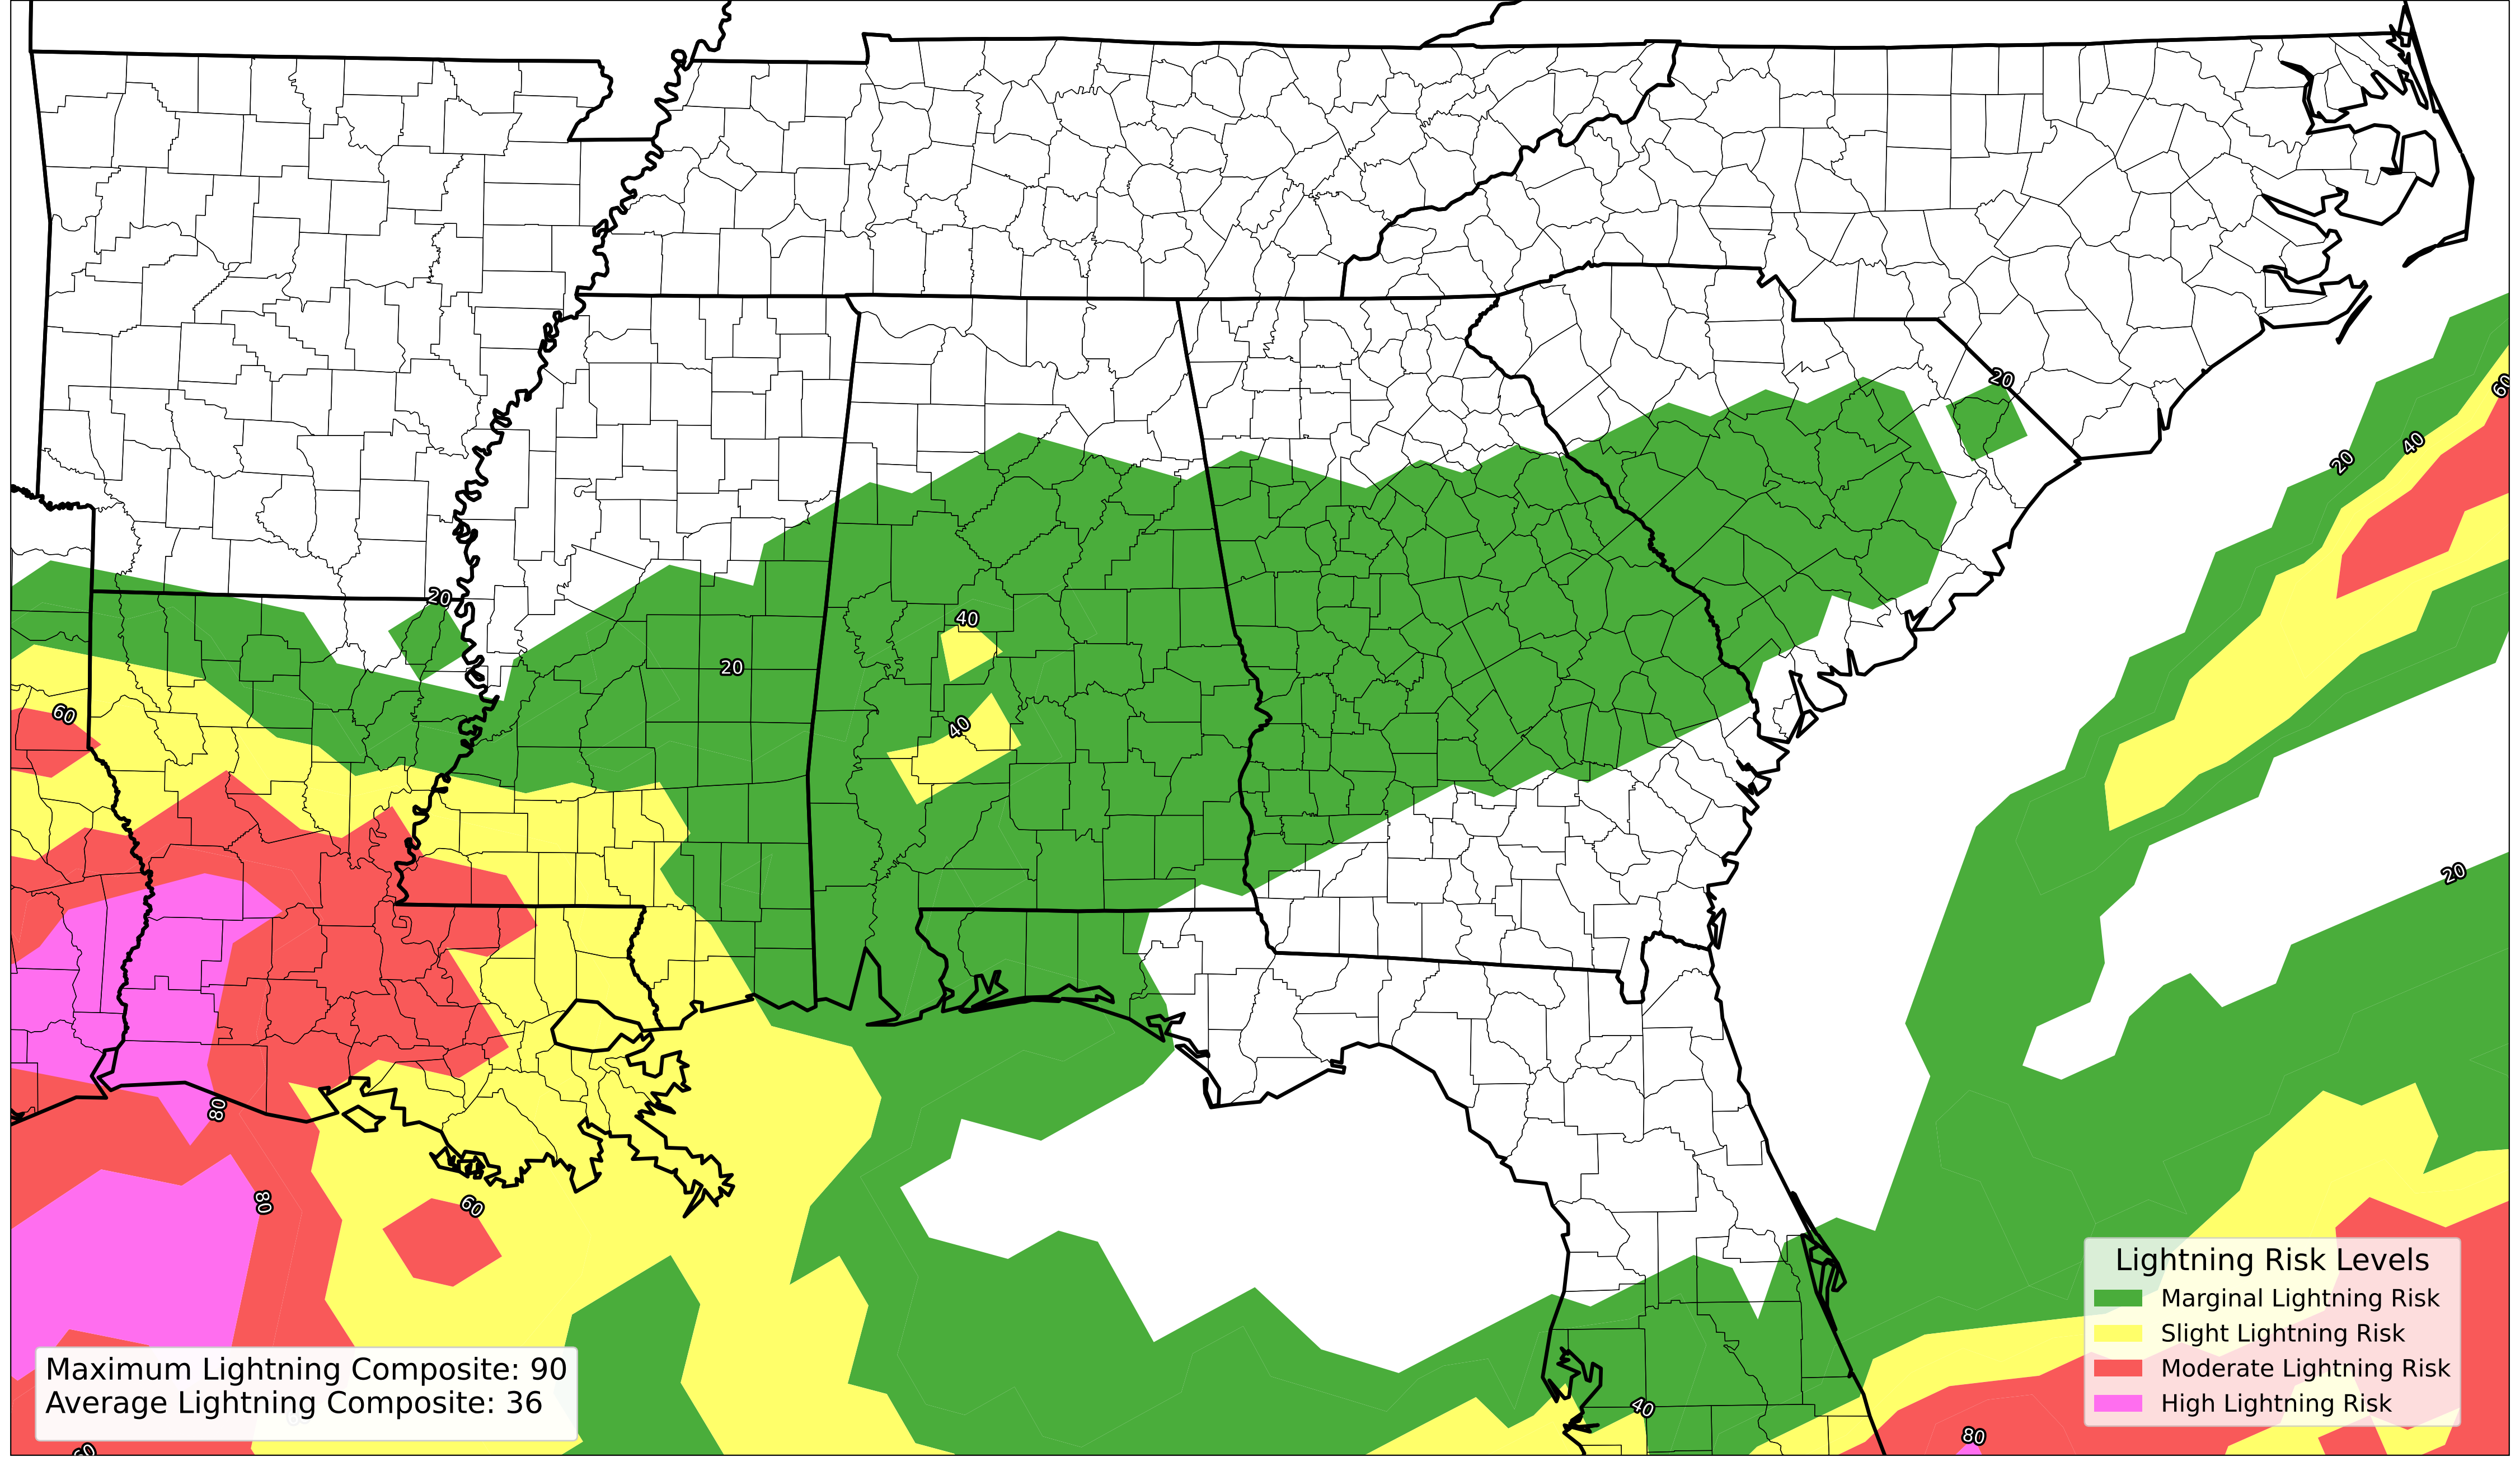 20
60
40
20
20
40
20
60
40
20
80
80
60
Lightning Risk Levels
Marginal Lightning Risk
Slight Lightning Risk
Moderate Lightning Risk
High Lightning Risk
Maximum Lightning Composite: 90
Average Lightning Composite: 36
40
80
60